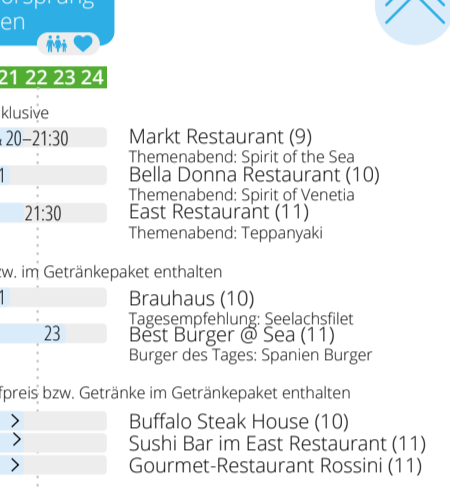 orsprung
en
21 22 23 24
klusive
20–21:30 Markt Restaurant (9)
Themenabend: Spirit of the Sea
1 Bella Donna Restaurant (10)
Themenabend: Spirit of Venetia
21:30 East Restaurant (11)
Themenabend: Teppanyaki
zw. im Getränkepaket enthalten
1 Brauhaus (10)
Tagesempfehlung: Seelachsfilet
23 Best Burger @ Sea (11)
Burger des Tages: Spanien Burger
fpreis bzw. Getränke im Getränkepaket enthalten
> Buffalo Steak House (10)
> Sushi Bar im East Restaurant (11)
> Gourmet-Restaurant Rossini (11)